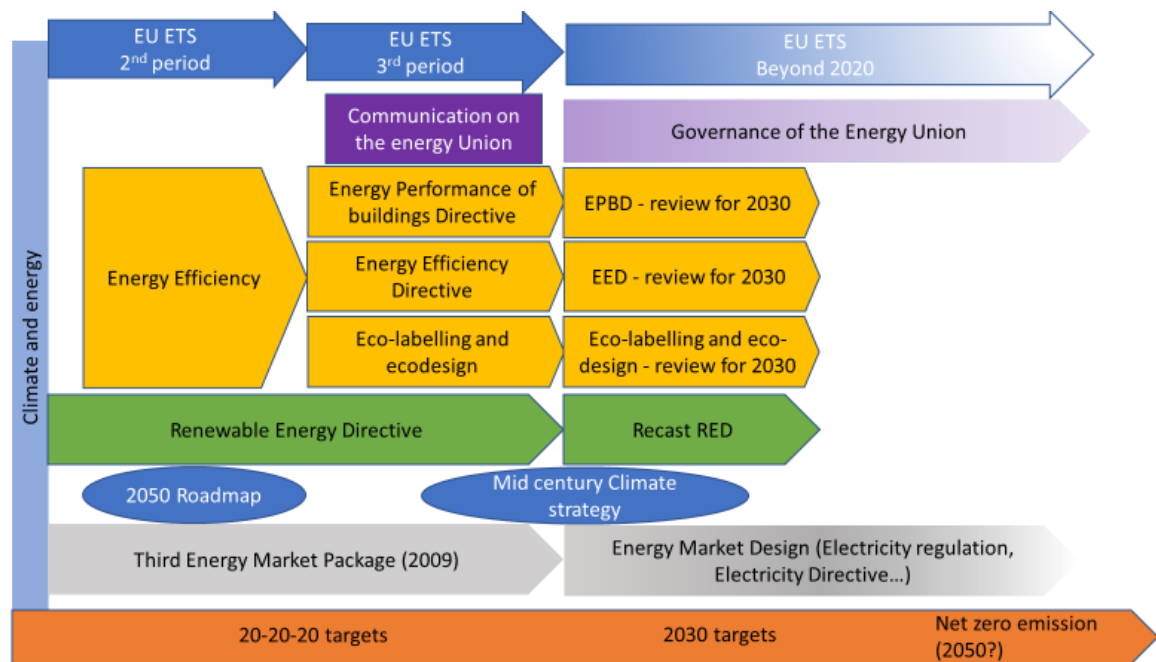 EU ETS
2nd period
EU ETS
3rd period
EU ETS
Beyond 2020
Communication on
the energy Union
Governance of the Energy Union
Climate and energy
Energy Efficiency
Energy Performance of
buildings Directive
EPBD - review for 2030
Energy Efficiency
Directive
EED - review for 2030
Eco-labelling and
ecodesign
Eco-labelling and eco-
design - review for 2030
Renewable Energy Directive
Recast RED
2050 Roadmap
Mid century Climate
strategy
Third Energy Market Package (2009)
Energy Market Design (Electricity regulation,
Electricity Directive…)
20-20-20 targets
2030 targets
Net zero emission
(2050?)